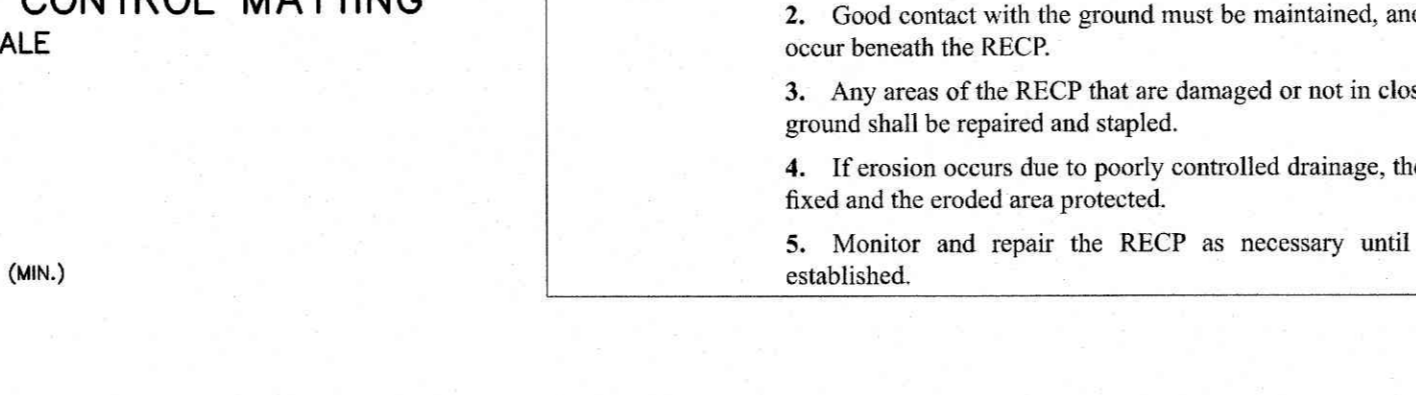 CONTROL MATTING
ALE
(MIN.)
2. Good contact with the ground must be maintained, and
occur beneath the RECP.
3. Any areas of the RECP that are damaged or not in clos
ground shall be repaired and stapled.
4. If erosion occurs due to poorly controlled drainage, the
fixed and the eroded area protected.
5. Monitor and repair the RECP as necessary until
established.